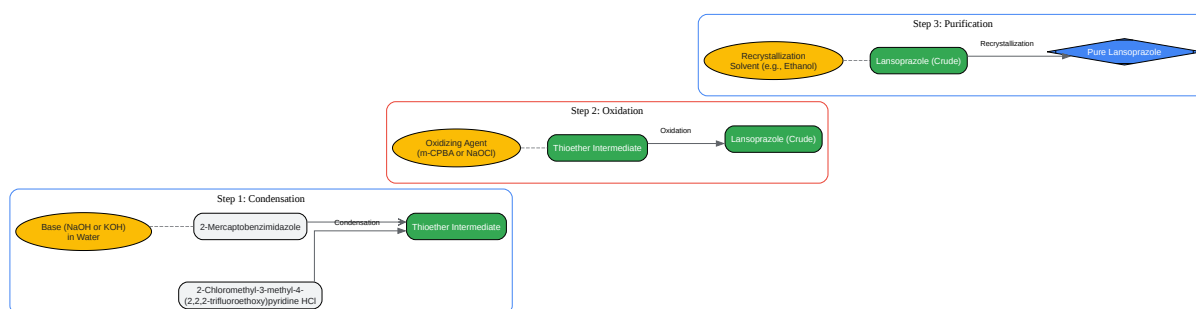 Step 3: Purification
Recrystallization
Solvent (e.g., Ethanol)
Lansoprazole (Crude)
Recrystallization
Pure Lansoprazole
Step 2: Oxidation
Oxidizing Agent
(m-CPBA or NaOCl)
Thioether Intermediate
Oxidation
Lansoprazole (Crude)
Step 1: Condensation
Base (NaOH or KOH)
in Water
2-Mercaptobenzimidazole
Condensation
Thioether Intermediate
2-Chloromethyl-3-methyl-4-
(2,2,2-trifluoroethoxy)pyridine HCl